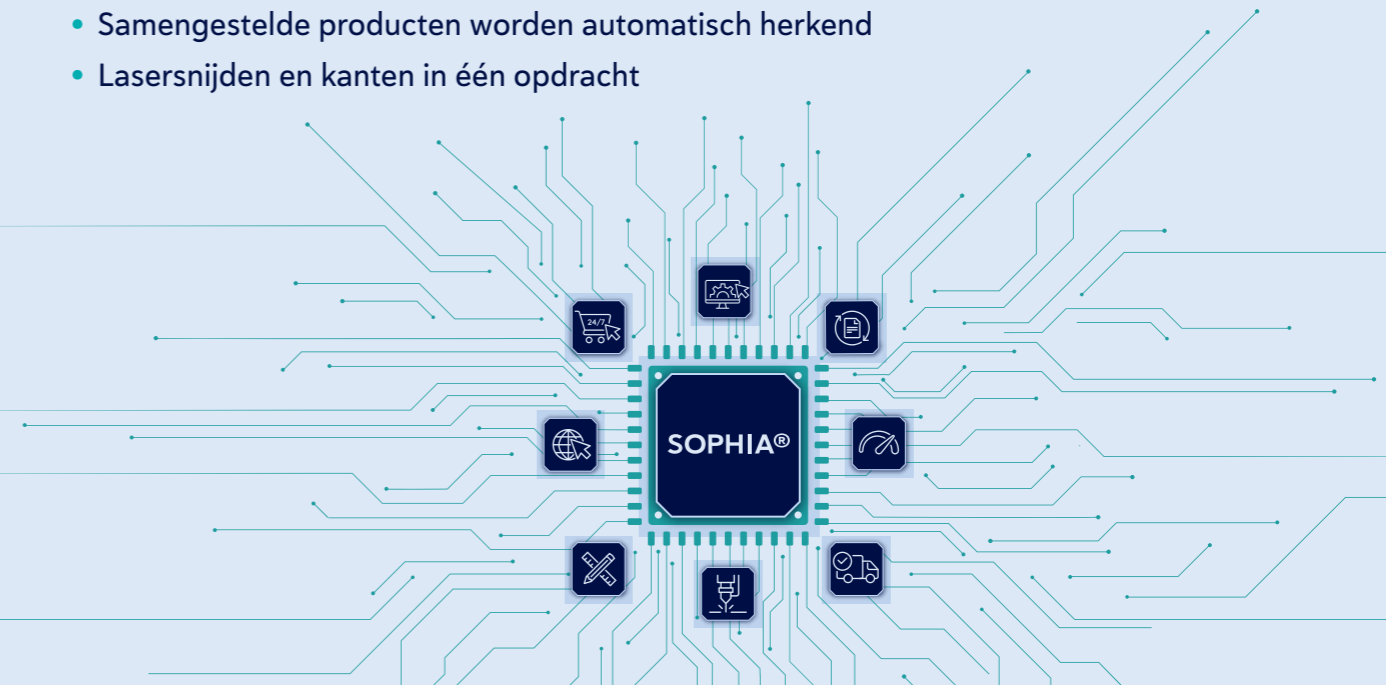 • Samengestelde producten worden automatisch herkend
• Lasersnijden en kanten in één opdracht
24/7
SOPHIA®